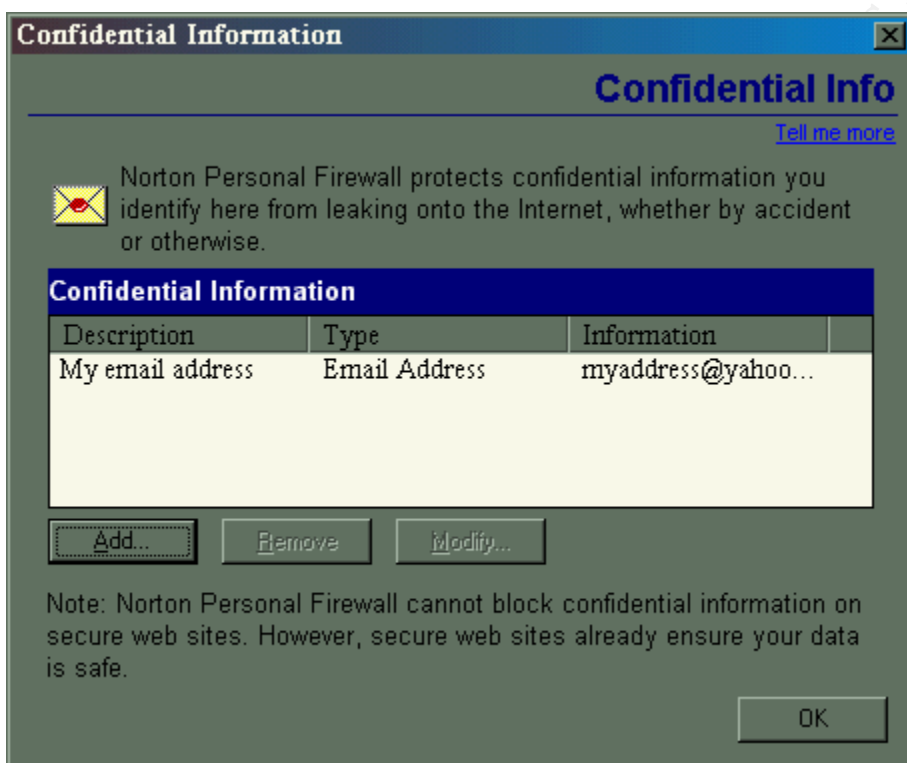 Confidential Information
Confidential Info
Tell me more
Norton Personal Firewall protects confidential information you
identify here from leaking onto the Internet, whether by accident
or otherwise.
Confidential Information
Description Type Information
My email address Email Address myaddress@yahoo...
Add... Remove Modify...
Note: Norton Personal Firewall cannot block confidential information on
secure web sites. However, secure web sites already ensure your data
is safe.
OK